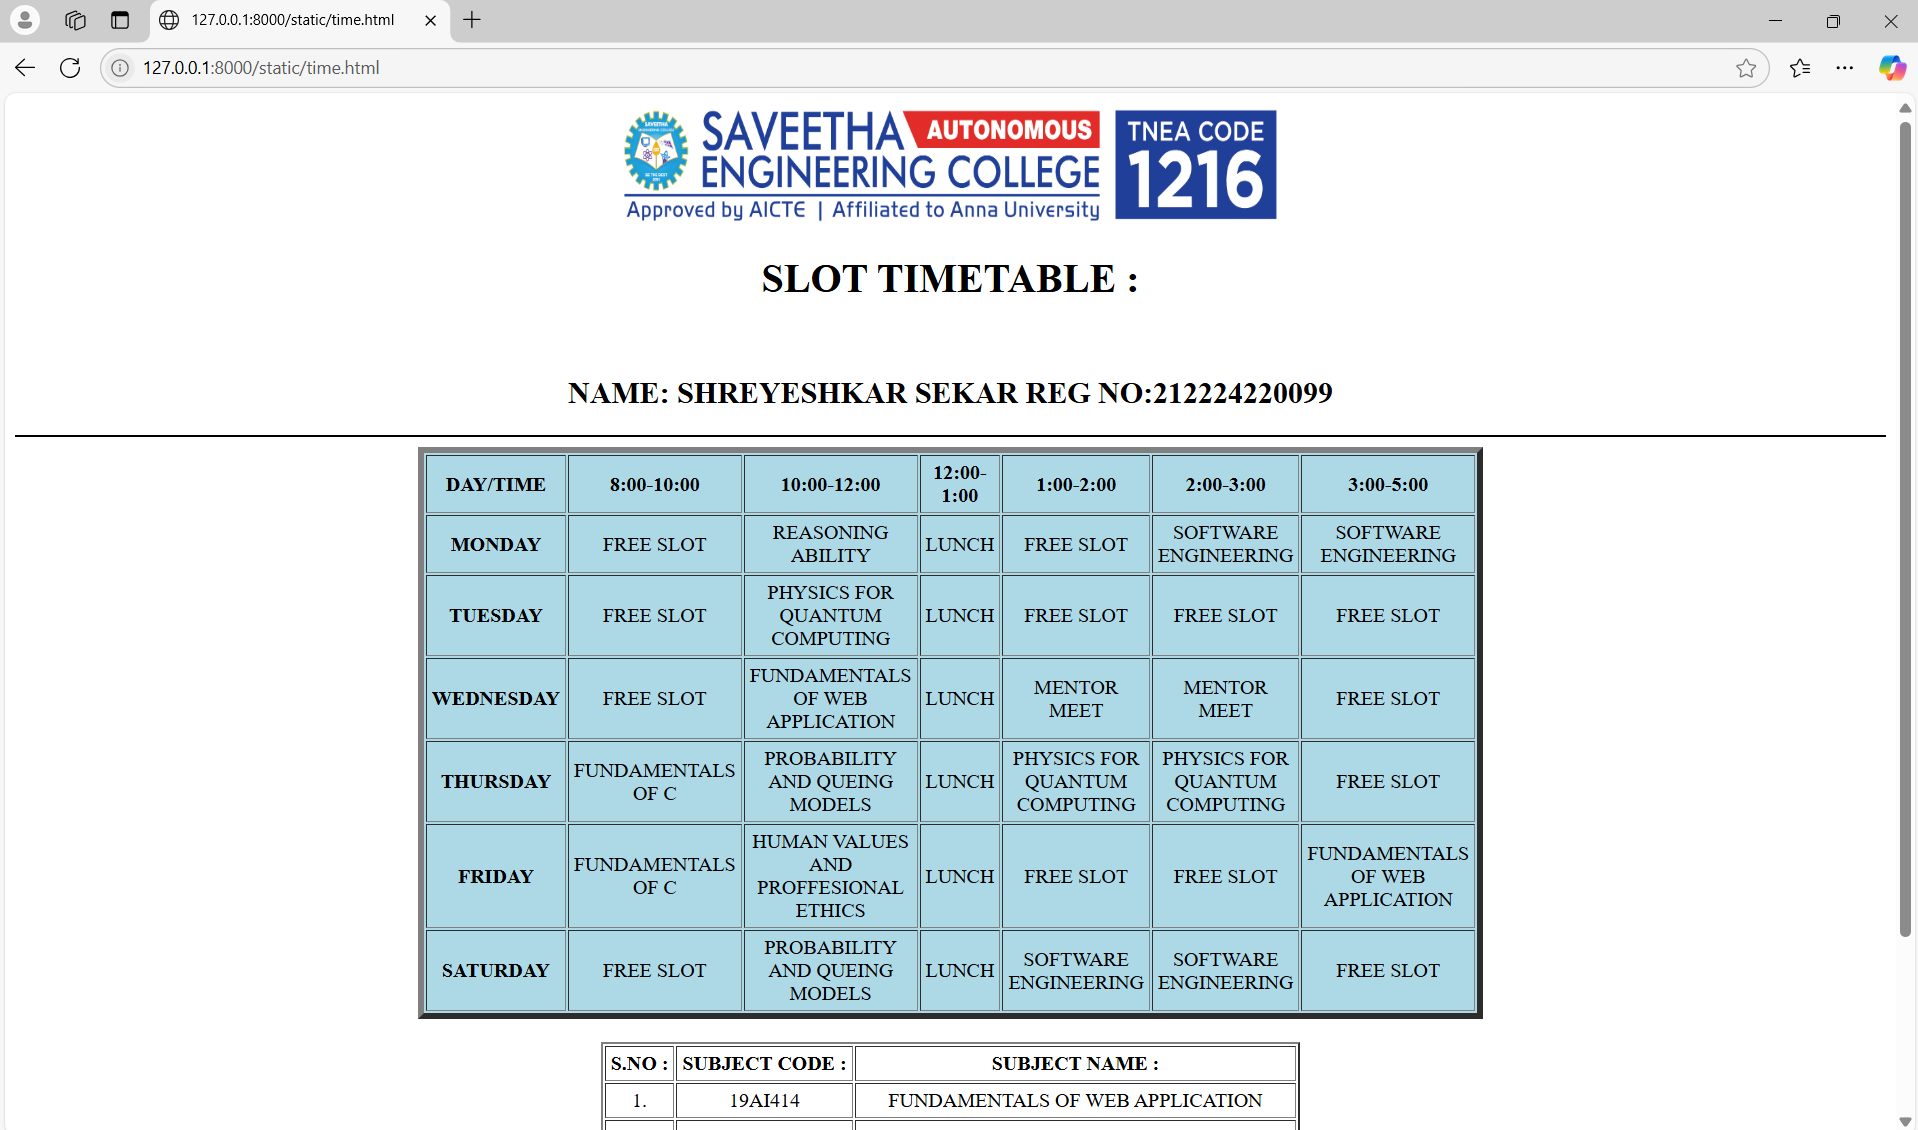 127.0.0.1:8000/static/time.html
127.0.0.1:8000/static/time.html
SAVEETHA AUTONOMOUS
ENGINEERING COLLEGE
Approved by AICTE | Affiliated to Anna University
TNEA CODE
1216
SLOT TIMETABLE :
NAME: SHREYESHKAR SEKAR REG NO:212224220099
DAY/TIME 8:00-10:00 10:00-12:00 12:00-1:00 1:00-2:00 2:00-3:00 3:00-5:00
MONDAY FREE SLOT REASONING ABILITY LUNCH FREE SLOT SOFTWARE ENGINEERING SOFTWARE ENGINEERING
TUESDAY FREE SLOT PHYSICS FOR QUANTUM COMPUTING LUNCH FREE SLOT FREE SLOT FREE SLOT
WEDNESDAY FREE SLOT FUNDAMENTALS OF WEB APPLICATION LUNCH MENTOR MEET MENTOR MEET FREE SLOT
THURSDAY FUNDAMENTALS OF C PROBABILITY AND QUEING MODELS LUNCH PHYSICS FOR QUANTUM COMPUTING PHYSICS FOR QUANTUM COMPUTING FREE SLOT
FRIDAY FUNDAMENTALS OF C HUMAN VALUES AND PROFFESIONAL ETHICS LUNCH FREE SLOT FREE SLOT FUNDAMENTALS OF WEB APPLICATION
SATURDAY FREE SLOT PROBABILITY AND QUEING MODELS LUNCH SOFTWARE ENGINEERING SOFTWARE ENGINEERING FREE SLOT
S.NO : SUBJECT CODE : SUBJECT NAME :
1. 19AI414 FUNDAMENTALS OF WEB APPLICATION